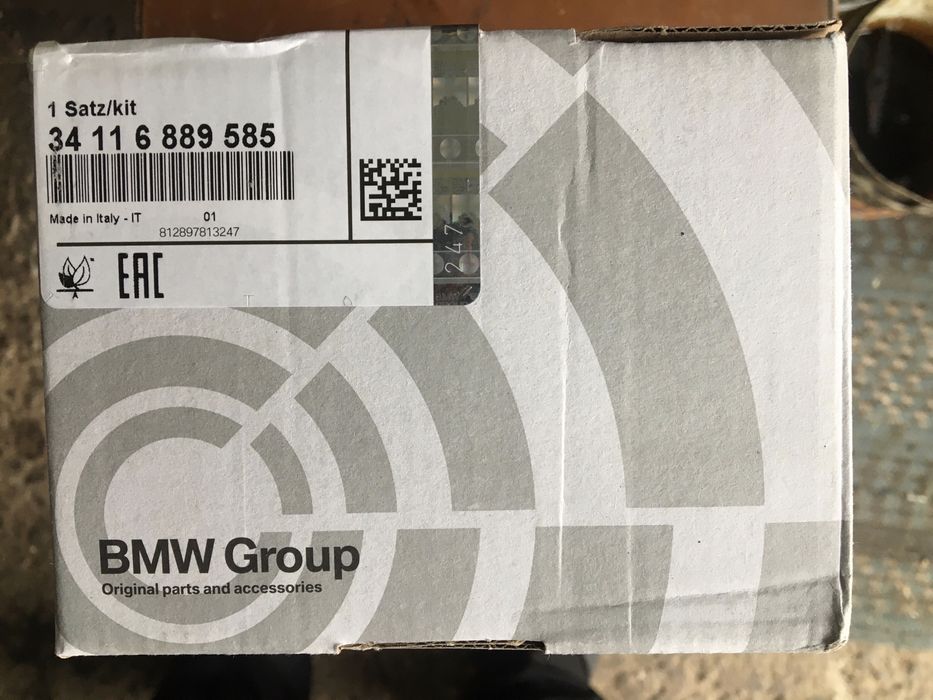 1 Satz/kit
34 11 6 889 585
Made in Italy - IT 01
812897813247
EAC
247
BMW Group
Original parts and accessories